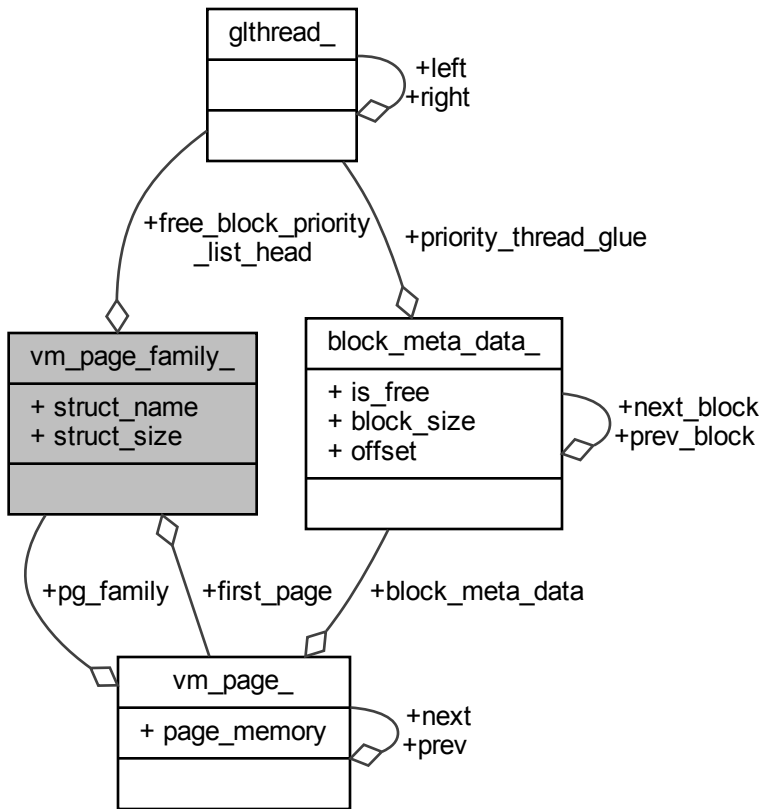 glthread_
+left
+right
+free_block_priority
_list_head
+priority_thread_glue
vm_page_family_
+ struct_name
+ struct_size
block_meta_data_
+ is_free
+ block_size
+ offset
+next_block
+prev_block
+pg_family
+first_page
+block_meta_data
vm_page_
+ page_memory
+next
+prev